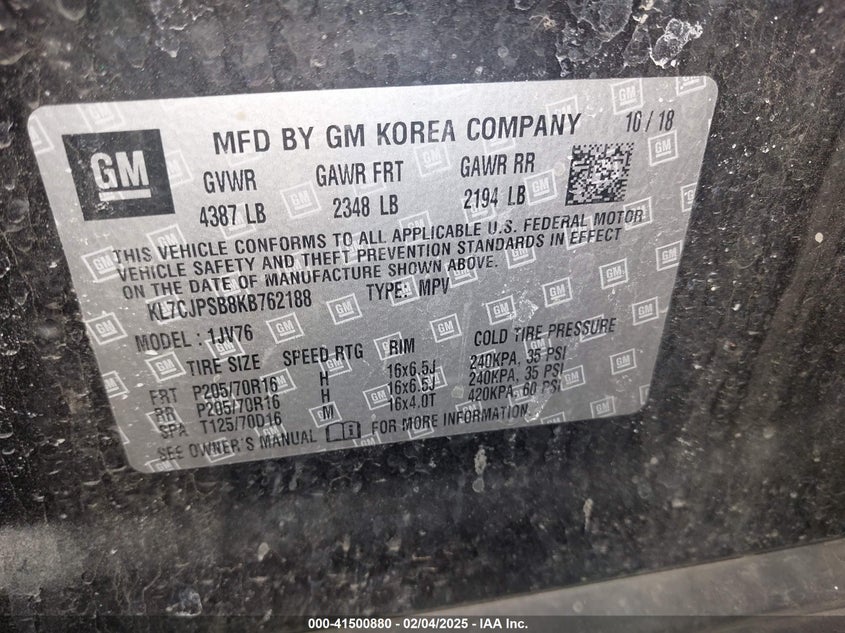 GM
MFD BY GM KOREA COMPANY 10 / 18
GVWR GAWR FRT GAWR RR
4387 LB 2348 LB 2194 LB
THIS VEHICLE CONFORMS TO ALL APPLICABLE U.S. FEDERAL MOTOR
VEHICLE SAFETY AND THEFT PREVENTION STANDARDS IN EFFECT
ON THE DATE OF MANUFACTURE SHOWN ABOVE.
KL7CJPSB8KB762188 TYPE: MPV
MODEL : 1JV76
TIRE SIZE SPEED RTG RIM COLD TIRE PRESSURE
FRT P205/70R16 H 16x6.5J 240KPA, 35 PSI
RR P205/70R16 H 16x6.5J 240KPA, 35 PSI
SPA T125/70D16 M 16x4.0T 420KPA, 60 PSI
SEE OWNER'S MANUAL FOR MORE INFORMATION.
000-41500880 - 02/04/2025 - IAA Inc.